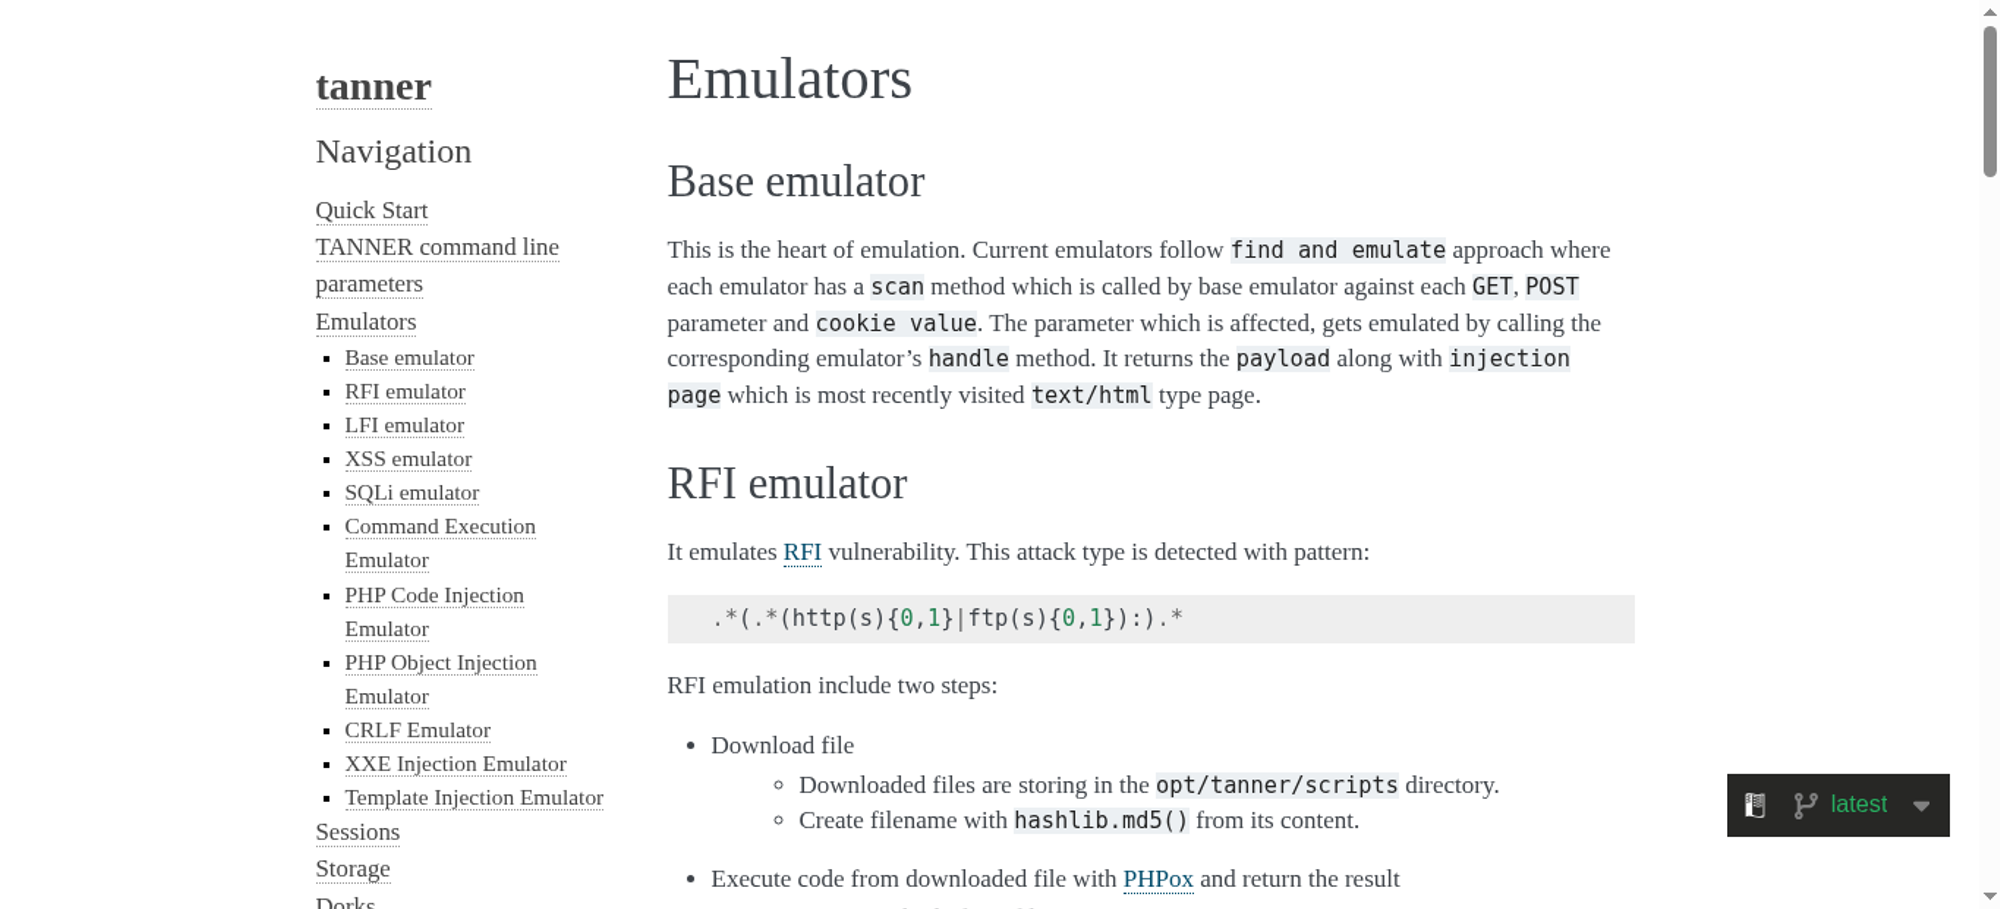 tanner
Navigation
Quick Start
TANNER command line
parameters
Emulators
Base emulator
RFI emulator
LFI emulator
XSS emulator
SQLi emulator
Command Execution
Emulator
PHP Code Injection
Emulator
PHP Object Injection
Emulator
CRLF Emulator
XXE Injection Emulator
Template Injection Emulator
Sessions
Storage
Dorks
Emulators
Base emulator
This is the heart of emulation. Current emulators follow find and emulate approach where
each emulator has a scan method which is called by base emulator against each GET, POST
parameter and cookie value. The parameter which is affected, gets emulated by calling the
corresponding emulator’s handle method. It returns the payload along with injection
page which is most recently visited text/html type page.
RFI emulator
It emulates RFI vulnerability. This attack type is detected with pattern:
.*(.*(http(s){0,1}|ftp(s){0,1}):).*
RFI emulation include two steps:
Download file
Downloaded files are storing in the opt/tanner/scripts directory.
Create filename with hashlib.md5() from its content.
Execute code from downloaded file with PHPox and return the result
latest